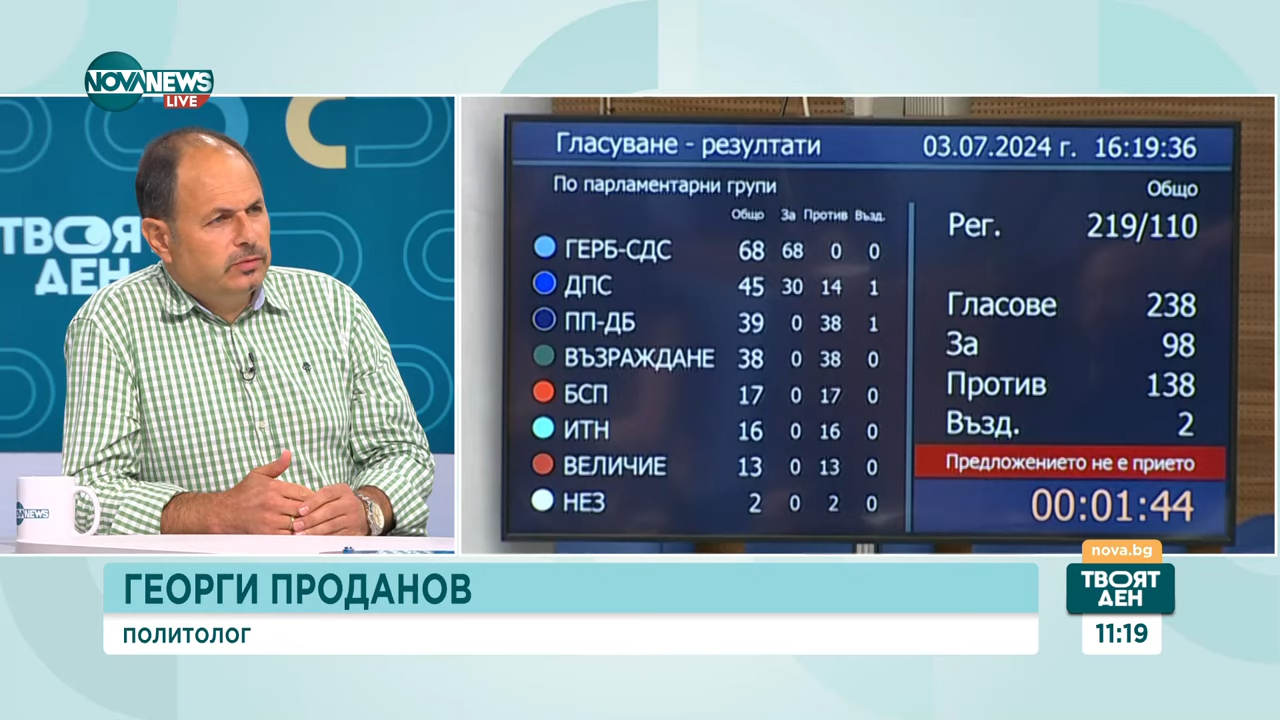 NOVA NEWS
LIVE
ТВОЯ
ДЕН
NEWS
Гласуване - резултати 03.07.2024 г. 16:19:36
По парламентарни групи
Общо За Против Възд.
ГЕРБ-СДС 68 68 0 0
ДПС 45 30 14 1
ПП-ДБ 39 0 38 1
ВЪЗРАЖДАНЕ 38 0 38 0
БСП 17 0 17 0
ИТН 16 0 16 0
ВЕЛИЧИЕ 13 0 13 0
НЕЗ 2 0 2 0
Общо
Рег. 219/110
Гласове 238
За 98
Против 138
Възд. 2
Предложението не е прието
00:01:44
ГЕОРГИ ПРОДАНОВ
ПОЛИТОЛОГ
nova.bg
ТВОЯТ
ДЕН
11:19